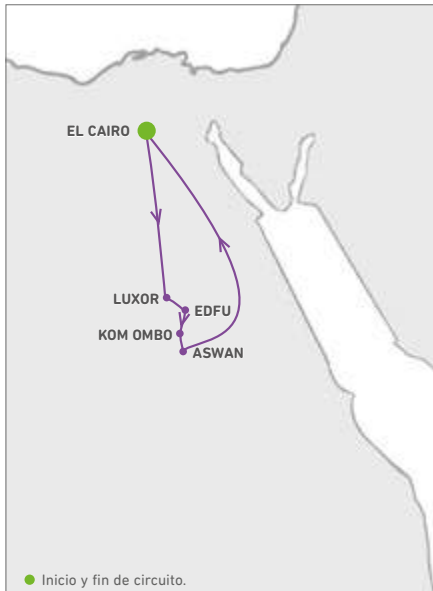 EL CAIRO
LUXOR
EDFU
KOM OMBO
ASWAN
Inicio y fin de circuito.